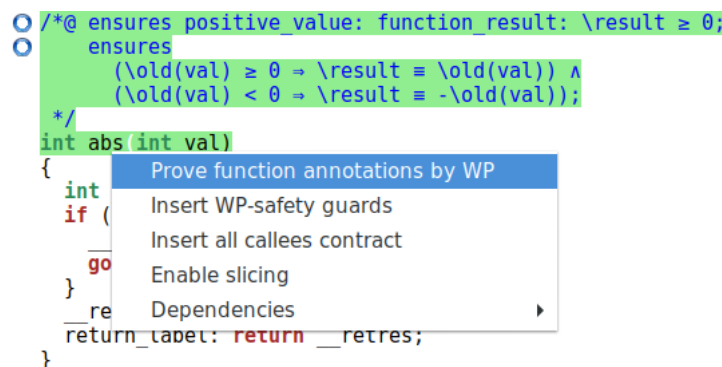 /*@ ensures positive_value: function_result: \result ≥ 0;
ensures
(\old(val) ≥ 0 ⇒ \result ≡ \old(val)) ∧
(\old(val) < 0 ⇒ \result ≡ -\old(val));
*/
int abs(int val)
{
Prove function annotations by WP
int
Insert WP-safety guards
if (
Insert all callees contract
__
go
Enable slicing
}
Dependencies
__re
return_label: return __retres;
}